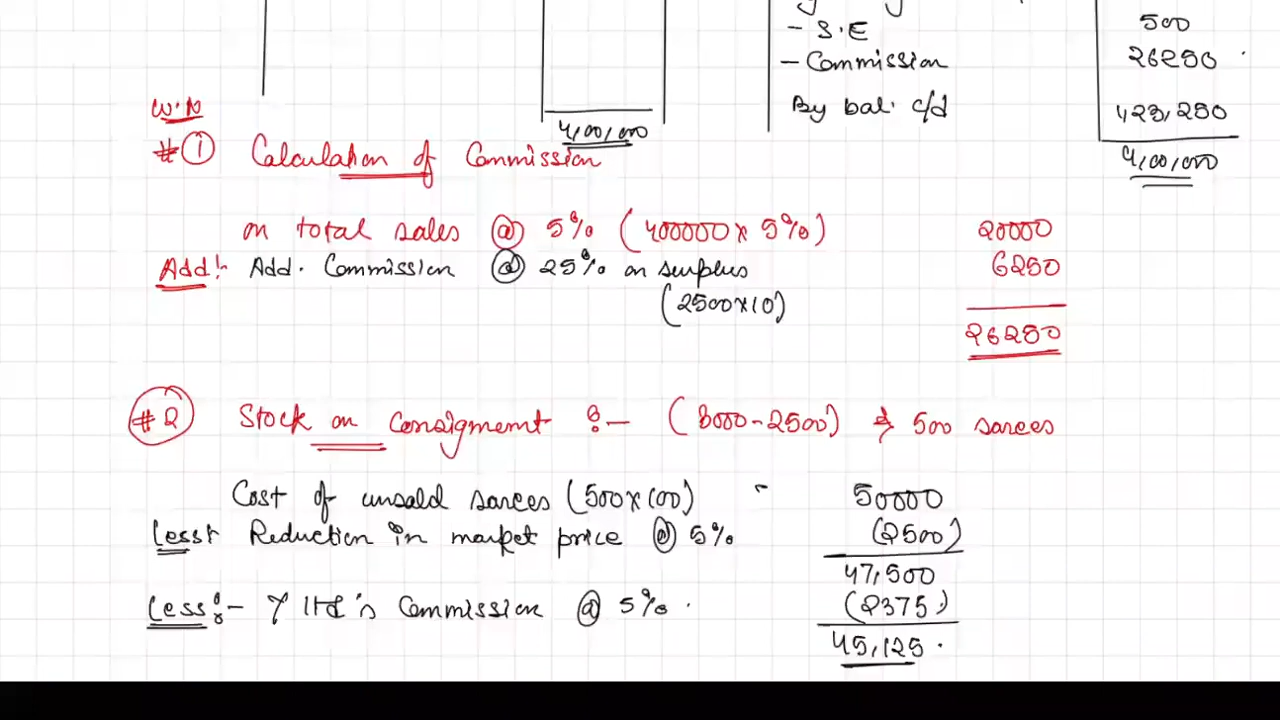 - S.E 500
- Commission 26250
By bal. c/d 423,250
4,00,000 4,00,000
W.N
#① Calculation of Commission
on total sales @ 5% (400000 x 5%) 20000
Add:- Add. Commission @ 25% on surplus 6250
(2500x10)
26250
#2 Stock on Consignment :- (3000-2500) 500 sarees
Cost of unsold sarees (500x100) 50000
Less: Reduction in market price @ 5% (2500)
47,500
Less:- Y ltd's Commission @ 5%. (2375)
45,125.